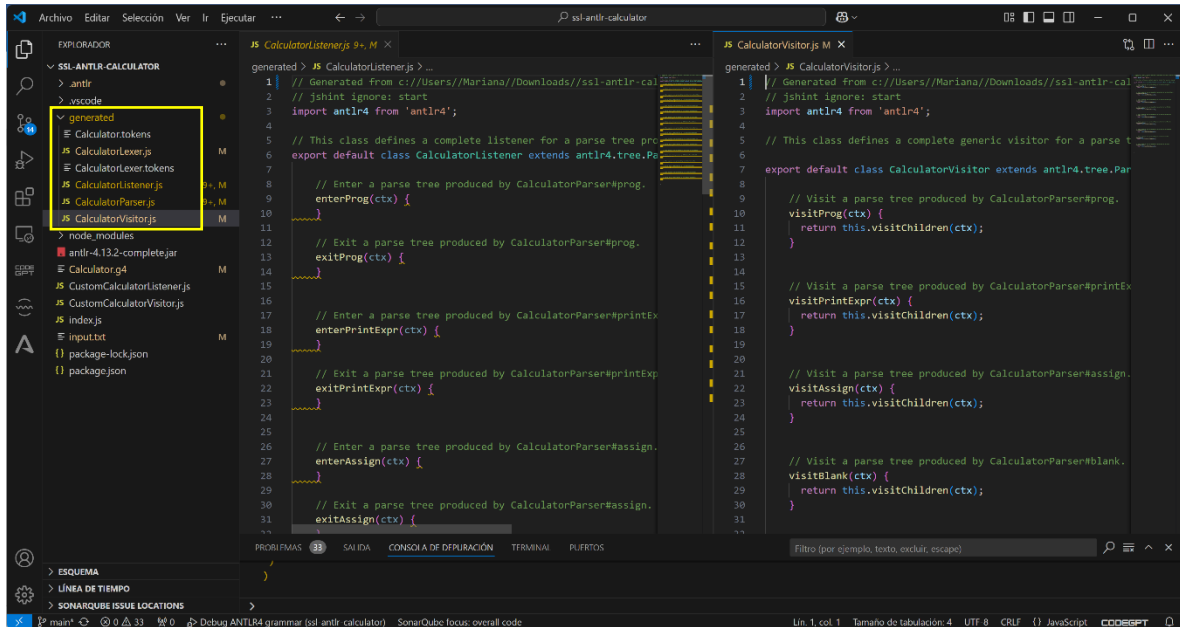 Archivo Editar Selección Ver Ir Ejecutar ··· ssl-antlr-calculator
EXPLORADOR
SSL-ANTLR-CALCULATOR
.antlr
.vscode
generated
Calculator.tokens
JS CalculatorLexer.js M
CalculatorLexer.tokens
JS CalculatorListener.js 9+, M
JS CalculatorParser.js 9+, M
JS CalculatorVisitor.js M
node_modules
antlr-4.13.2-complete.jar
Calculator.g4 M
JS CustomCalculatorListener.js
JS CustomCalculatorVisitor.js
JS index.js
input.txt M
{} package-lock.json
{} package.json
14
CODE GPT
ESQUEMA
LÍNEA DE TIEMPO
SONARQUBE ISSUE LOCATIONS
JS CalculatorListener.js 9+, M
generated > JS CalculatorListener.js > ...
1 // Generated from c://Users//Mariana//Downloads//ssl-antlr-cal
2 // jshint ignore: start
3 import antlr4 from 'antlr4';
4
5 // This class defines a complete listener for a parse tree pro
6 export default class CalculatorListener extends antlr4.tree.Pa
7
8 // Enter a parse tree produced by CalculatorParser#prog.
9 enterProg(ctx) {
10 }
11
12 // Exit a parse tree produced by CalculatorParser#prog.
13 exitProg(ctx) {
14 }
15
16
17 // Enter a parse tree produced by CalculatorParser#printEx
18 enterPrintExpr(ctx) {
19 }
20
21 // Exit a parse tree produced by CalculatorParser#printExp
22 exitPrintExpr(ctx) {
23 }
24
25
26 // Enter a parse tree produced by CalculatorParser#assign.
27 enterAssign(ctx) {
28 }
29
30 // Exit a parse tree produced by CalculatorParser#assign.
31 exitAssign(ctx) {
JS CalculatorVisitor.js M
generated > JS CalculatorVisitor.js > ...
1 // Generated from c://Users//Mariana//Downloads//ssl-antlr-cal
2 // jshint ignore: start
3 import antlr4 from 'antlr4';
4
5 // This class defines a complete generic visitor for a parse t
6
7 export default class CalculatorVisitor extends antlr4.tree.Par
8
9 // Visit a parse tree produced by CalculatorParser#prog.
10 visitProg(ctx) {
11 return this.visitChildren(ctx);
12 }
13
14
15 // Visit a parse tree produced by CalculatorParser#printEx
16 visitPrintExpr(ctx) {
17 return this.visitChildren(ctx);
18 }
19
20
21 // Visit a parse tree produced by CalculatorParser#assign.
22 visitAssign(ctx) {
23 return this.visitChildren(ctx);
24 }
25
26
27 // Visit a parse tree produced by CalculatorParser#blank.
28 visitBlank(ctx) {
29 return this.visitChildren(ctx);
30 }
31
PROBLEMAS 33 SALIDA CONSOLA DE DEPURACIÓN TERMINAL PUERTOS Filtro (por ejemplo, texto, excluir, escape)
)
>
main* 0 33 0 Debug ANTLR4 grammar (ssl-antlr-calculator) SonarQube focus: overall code Lín. 1, col. 1 Tamaño de tabulación: 4 UTF-8 CRLF {} JavaScript CODEGPT